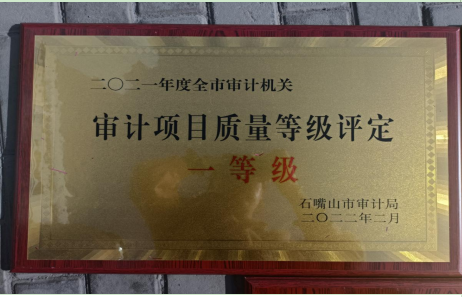 二〇二一年度全市审计机关
审计项目质量等级评定
一等级
石嘴山市审计局
二〇二二年二月